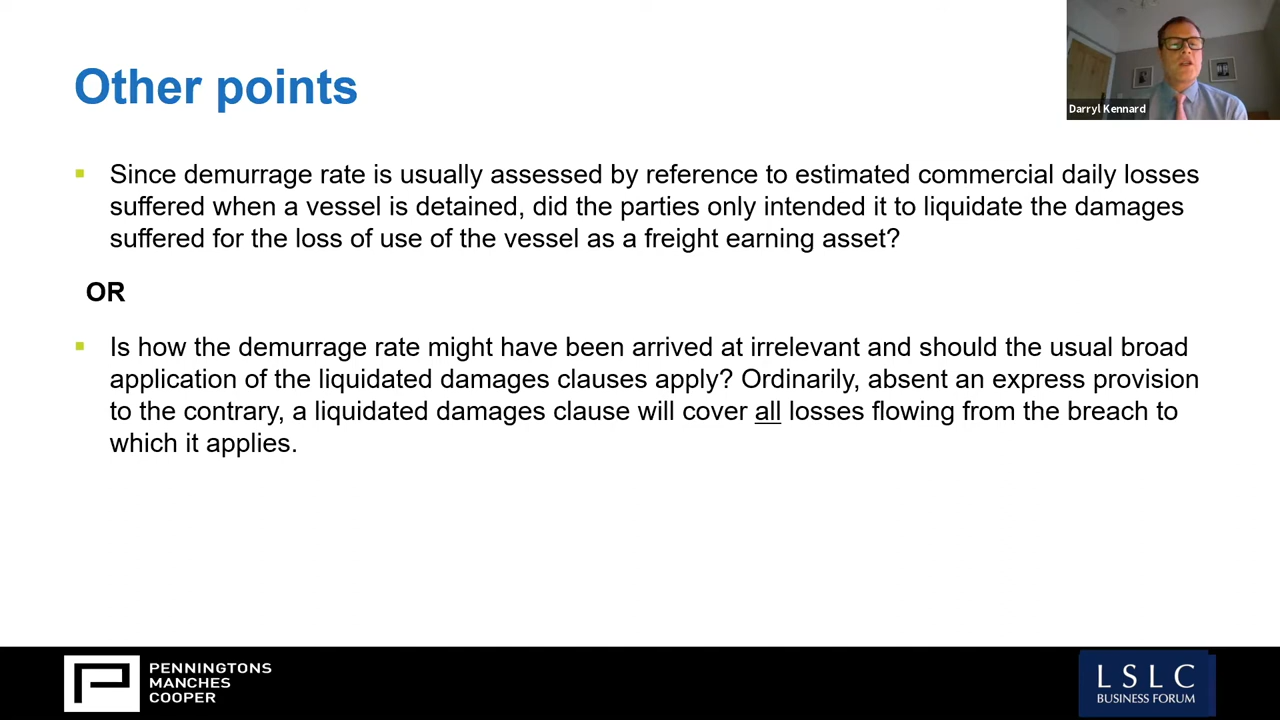 Other points
Darryl Kennard
Since demurrage rate is usually assessed by reference to estimated commercial daily losses
suffered when a vessel is detained, did the parties only intended it to liquidate the damages
suffered for the loss of use of the vessel as a freight earning asset?
OR
Is how the demurrage rate might have been arrived at irrelevant and should the usual broad
application of the liquidated damages clauses apply? Ordinarily, absent an express provision
to the contrary, a liquidated damages clause will cover all losses flowing from the breach to
which it applies.
PENNINGTONS
MANCHES
COOPER
LSLC
BUSINESS FORUM